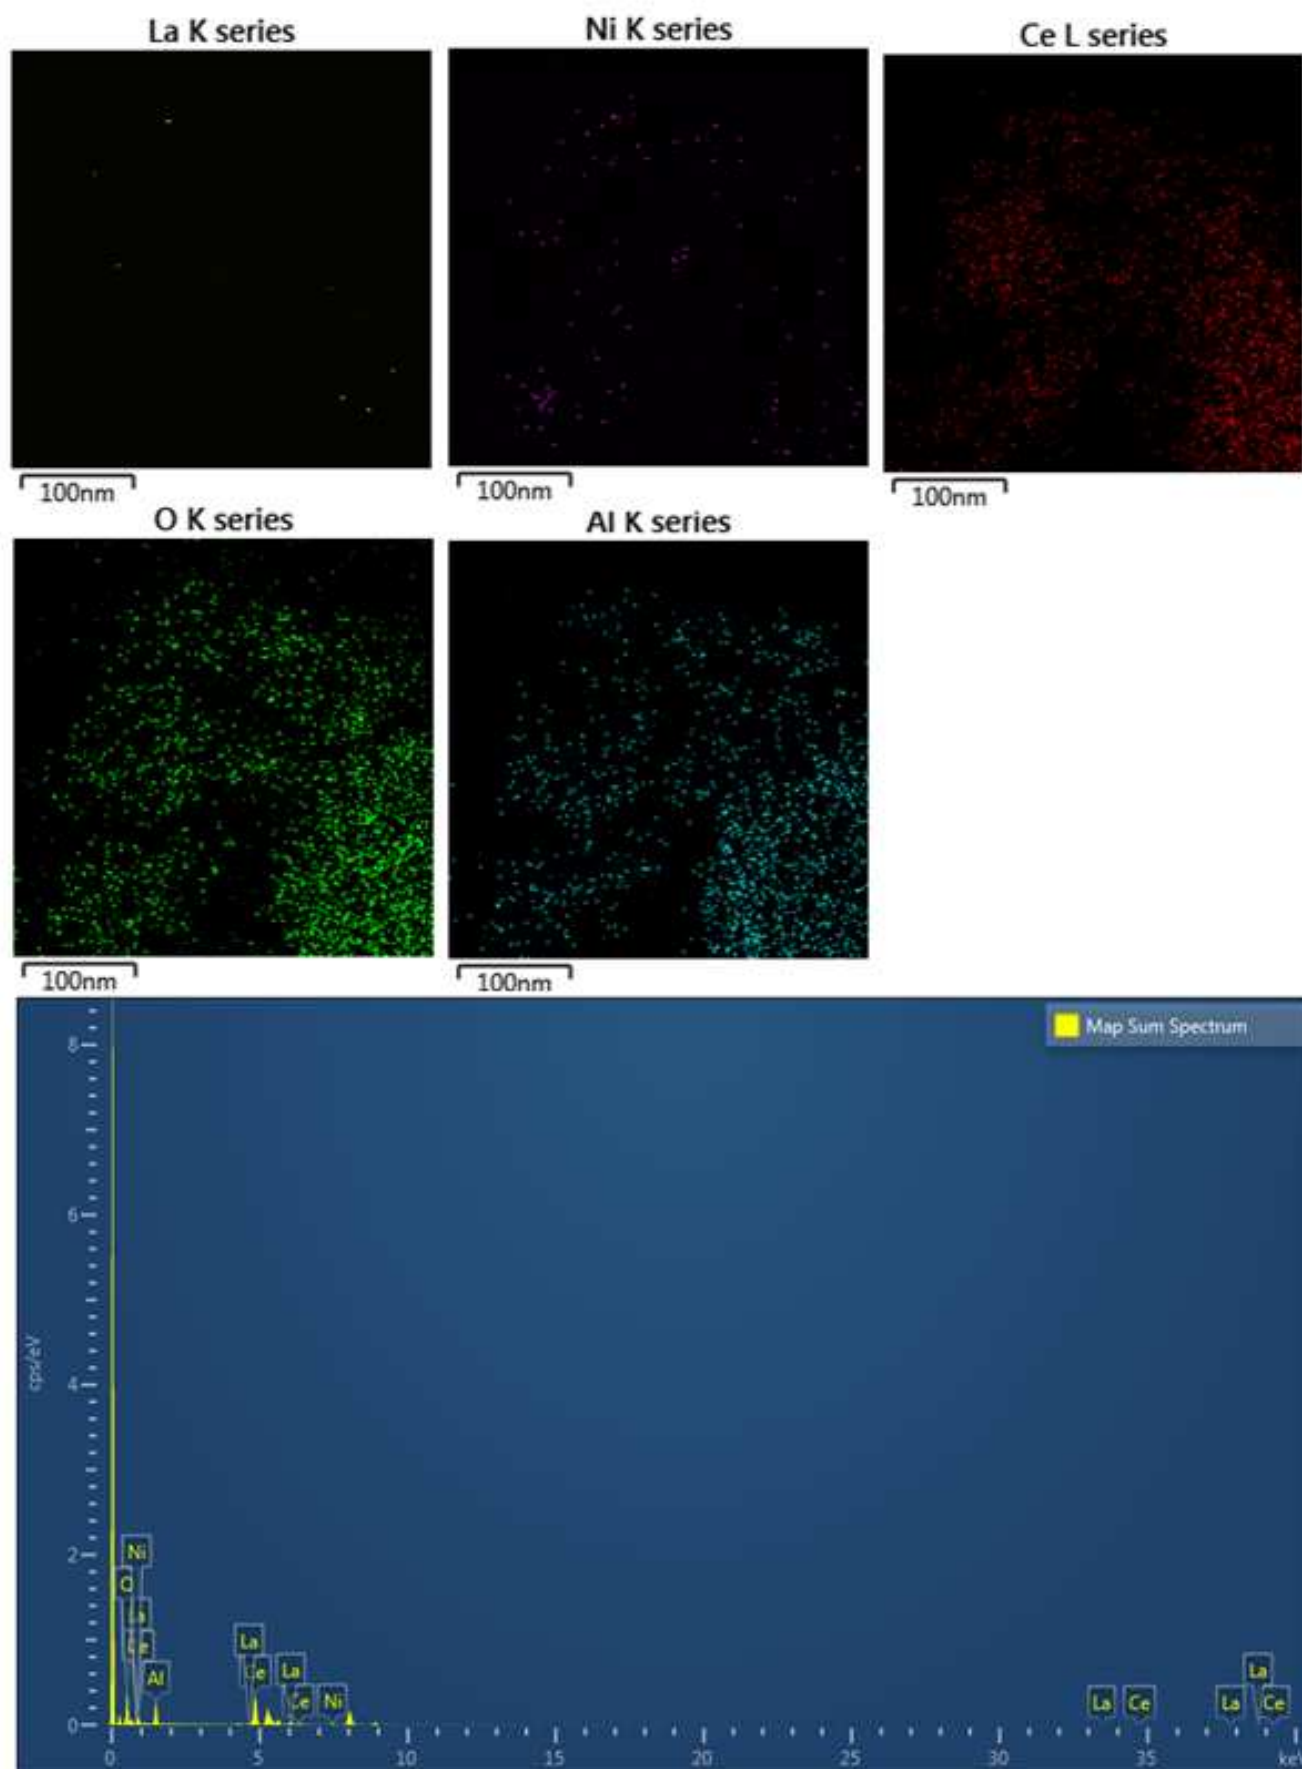 La K series
Ni K series
Ce L series
100nm
100nm
100nm
O K series
Al K series
100nm
100nm
Map Sum Spectrum
8
6
cps/eV
4
2
Ni
O
La
Al
La
Ce
La
Ce
Ni
La
Ce
La
La
Ce
0
0
5
10
15
20
25
30
35